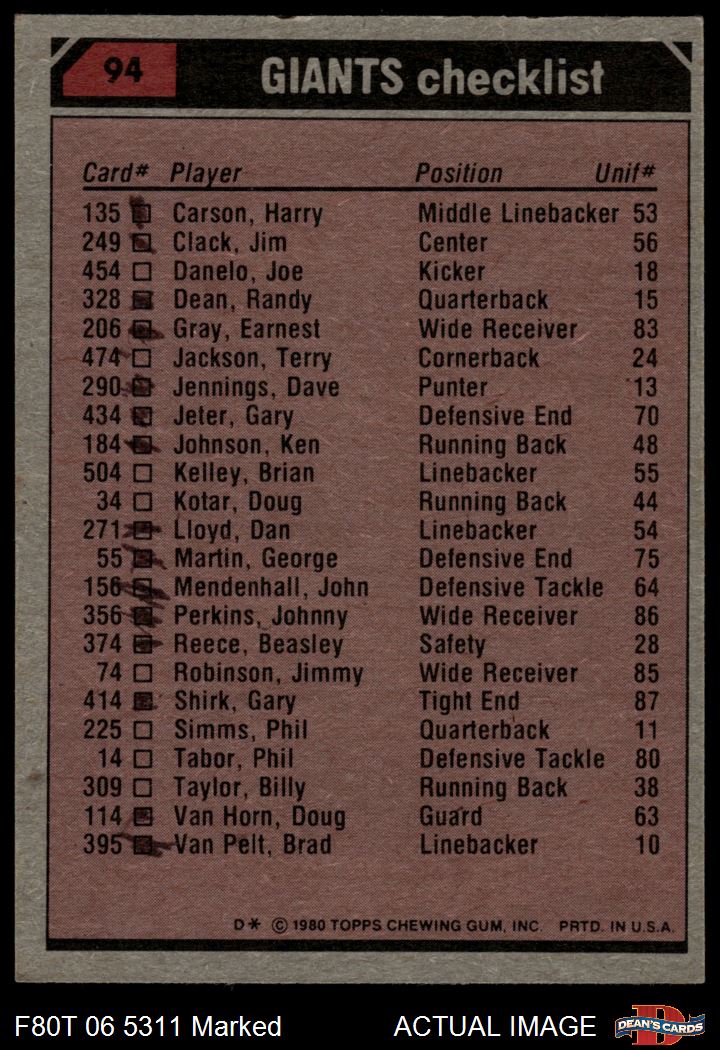 94 GIANTS checklist
Card# Player Position Unif#
135 Carson, Harry Middle Linebacker 53
249 Clack, Jim Center 56
454 Danelo, Joe Kicker 18
328 Dean, Randy Quarterback 15
206 Gray, Earnest Wide Receiver 83
474 Jackson, Terry Cornerback 24
290 Jennings, Dave Punter 13
434 Jeter, Gary Defensive End 70
184 Johnson, Ken Running Back 48
504 Kelley, Brian Linebacker 55
34 Kotar, Doug Running Back 44
271 Lloyd, Dan Linebacker 54
55 Martin, George Defensive End 75
156 Mendenhall, John Defensive Tackle 64
356 Perkins, Johnny Wide Receiver 86
374 Reece, Beasley Safety 28
74 Robinson, Jimmy Wide Receiver 85
414 Shirk, Gary Tight End 87
225 Simms, Phil Quarterback 11
14 Tabor, Phil Defensive Tackle 80
309 Taylor, Billy Running Back 38
114 Van Horn, Doug Guard 63
395 Van Pelt, Brad Linebacker 10
D* © 1980 TOPPS CHEWING GUM, INC. PRTD. IN U.S.A.
F80T 06 5311 Marked ACTUAL IMAGE DEAN'S CARDS